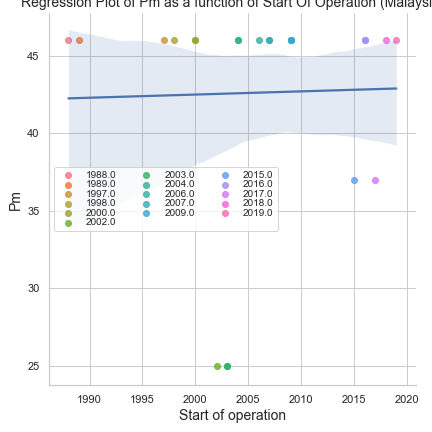 Regression Plot of Pm as a function of Start Of Operation (Malaysi
45
40
35
30
25
Pm
1988.0 2003.0 2015.0
1989.0 2004.0 2016.0
1997.0 2006.0 2017.0
1998.0 2007.0 2018.0
2000.0 2009.0 2019.0
2002.0
1990 1995 2000 2005 2010 2015 2020
Start of operation